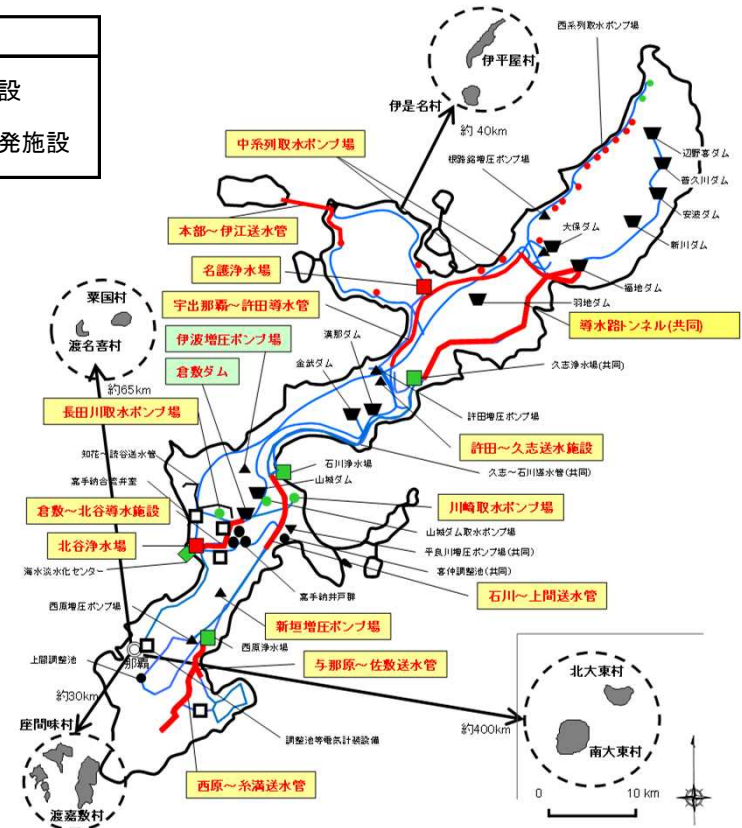 設
発施設
西系列取水ポンプ場
伊平屋村
伊是名村
約 40km
中系列取水ポンプ場
根路銘増圧ポンプ場
辺野喜ダム
普久川ダム
安波ダム
新川ダム
大保ダム
福地ダム
本部～伊江送水管
名護浄水場
羽地ダム
宇出那覇～許田導水管
導水路トンネル(共同)
粟国村
渡名喜村
伊波増圧ポンプ場
漢那ダム
倉敷ダム
金武ダム
久志浄水場(共同)
約65km
長田川取水ポンプ場
許田増圧ポンプ場
許田～久志送水施設
知花～読谷送水管
石川浄水場
久志～石川導水管(共同)
嘉手納合流弁室
山城ダム
倉敷～北谷導水施設
川崎取水ポンプ場
山城ダム取水ポンプ場
北谷浄水場
平良川増圧ポンプ場(共同)
海水淡水化センター
喜仲調整池(共同)
嘉手納井戸群
石川～上間送水管
西原増圧ポンプ場
新垣増圧ポンプ場
西原浄水場
那覇
上間調整池
与那原～佐敷送水管
北大東村
約30km
座間味村
約400km
調整池等電気計装設備
南大東村
西原～糸満送水管
渡嘉敷村
0 10 km